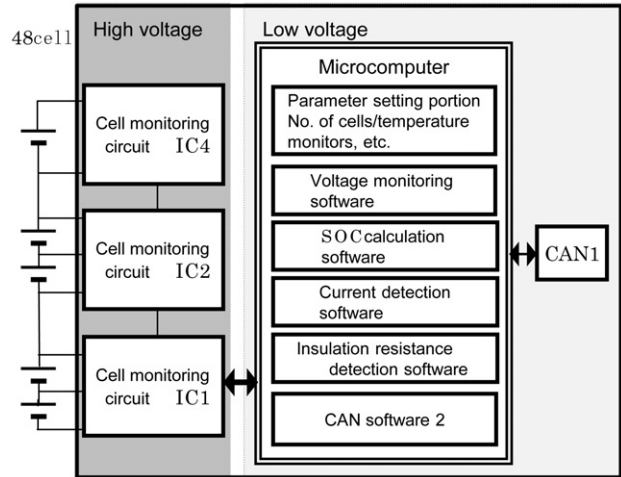 48cell
High voltage
Low voltage
Microcomputer
Cell monitoring
circuit IC4
Cell monitoring
circuit IC2
Cell monitoring
circuit IC1
Parameter setting portion
No. of cells/temperature
monitors, etc.
Voltage monitoring
software
SOC calculation
software
Current detection
software
Insulation resistance
detection software
CAN software 2
CAN1